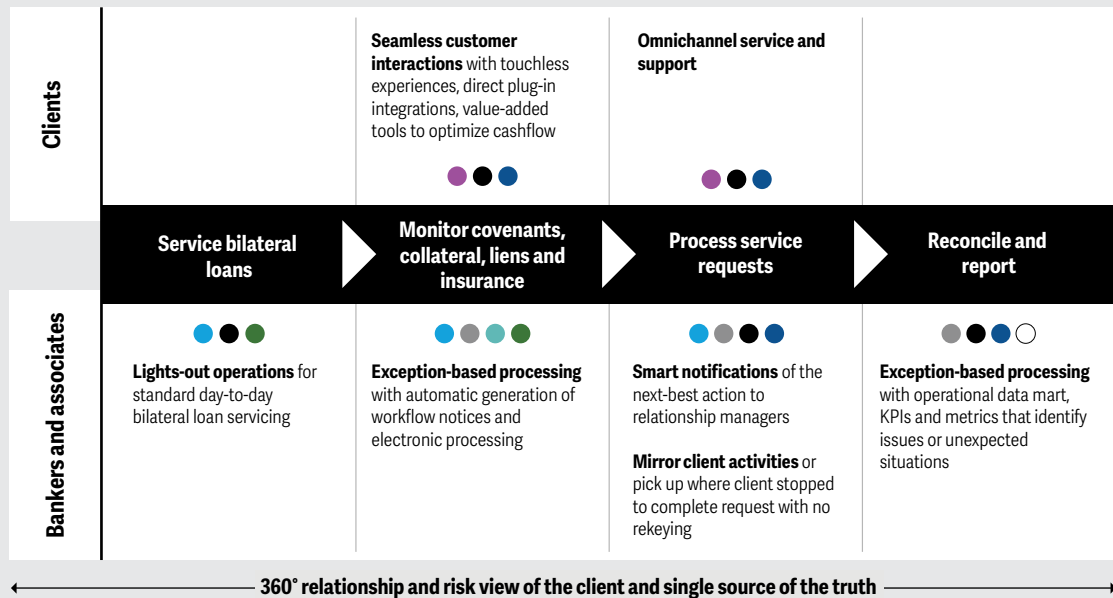 Clients
Seamless customer
interactions with touchless
experiences, direct plug-in
integrations, value-added
tools to optimize cashflow
Omnichannel service and
support
Service bilateral
loans
Monitor covenants,
collateral, liens and
insurance
Process service
requests
Reconcile and
report
Bankers and associates
Lights-out operations for
standard day-to-day
bilateral loan servicing
Exception-based processing
with automatic generation of
workflow notices and
electronic processing
Smart notifications of the
next-best action to
relationship managers
Mirror client activities or
pick up where client stopped
to complete request with no
rekeying
Exception-based processing
with operational data mart,
KPIs and metrics that identify
issues or unexpected
situations
360° relationship and risk view of the client and single source of the truth